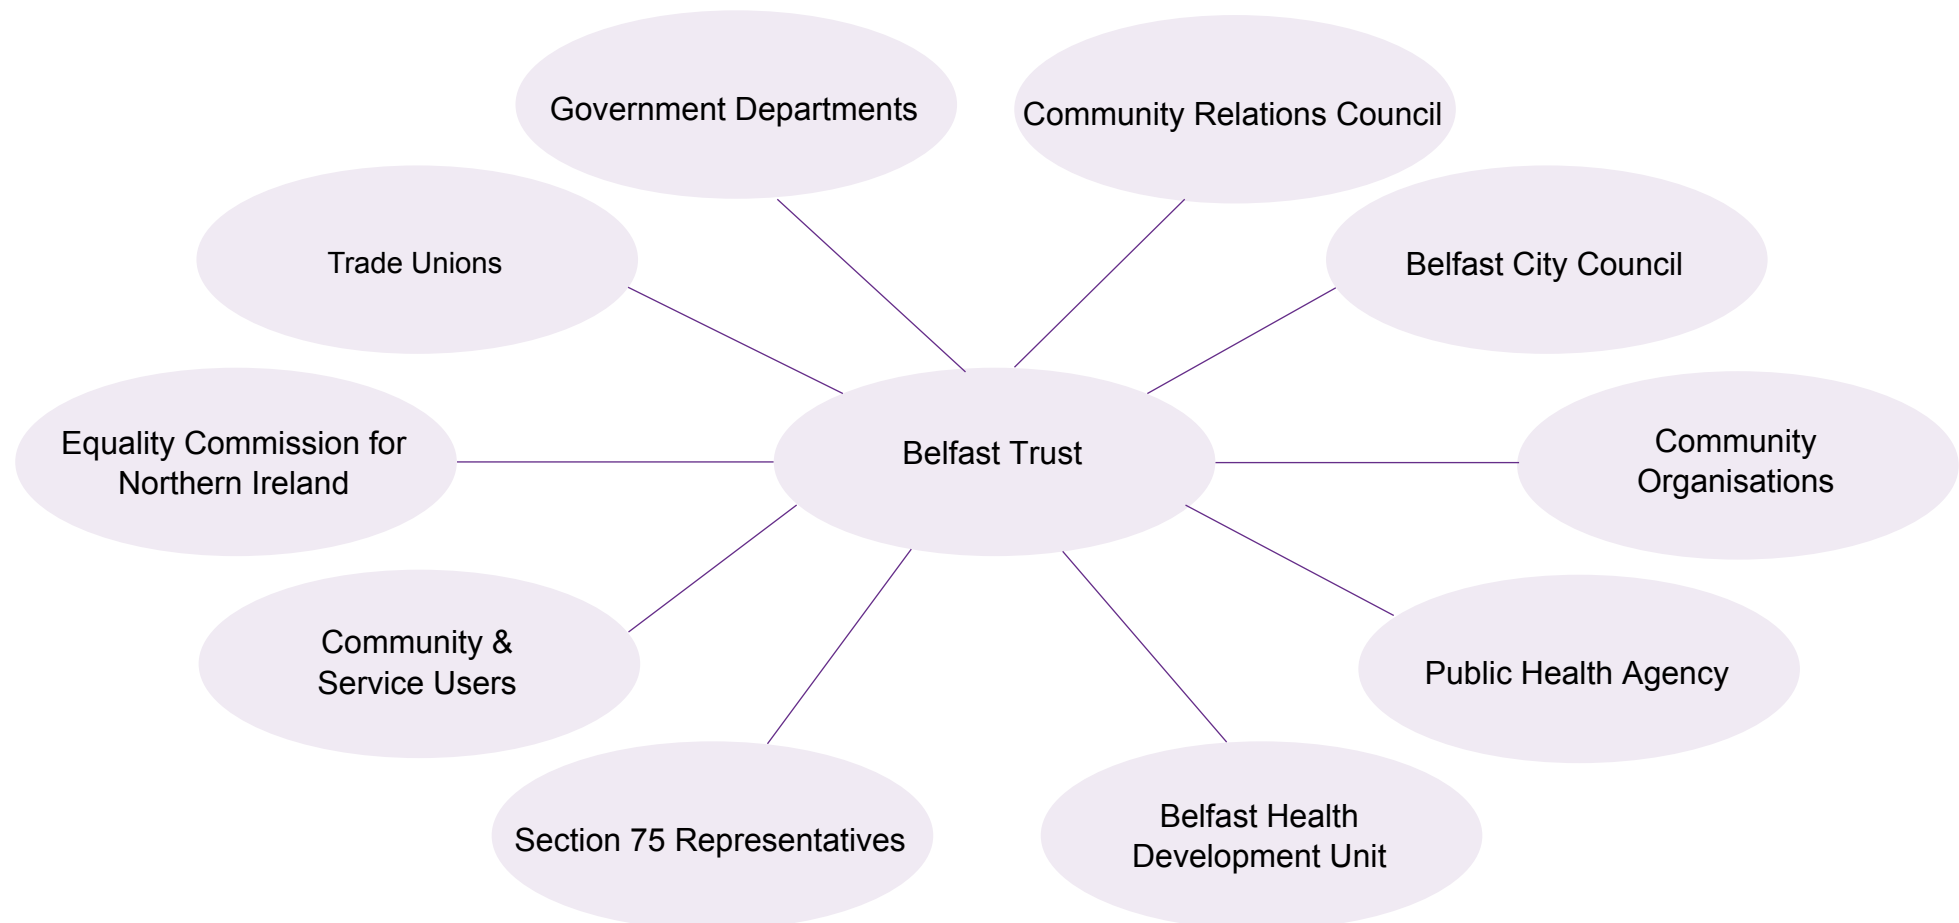 Government Departments
Community Relations Council
Trade Unions
Belfast City Council
Equality Commission for
Northern Ireland
Belfast Trust
Community
Organisations
Community &
Service Users
Public Health Agency
Section 75 Representatives
Belfast Health
Development Unit